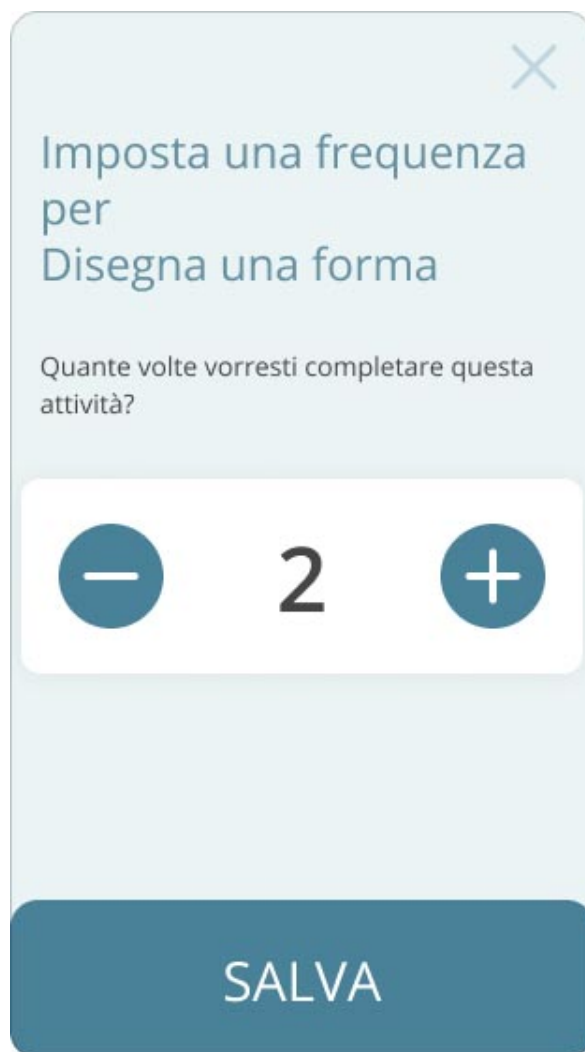 Imposta una frequenza
per
Disegna una forma
Quante volte vorresti completare questa
attività?
2
SALVA